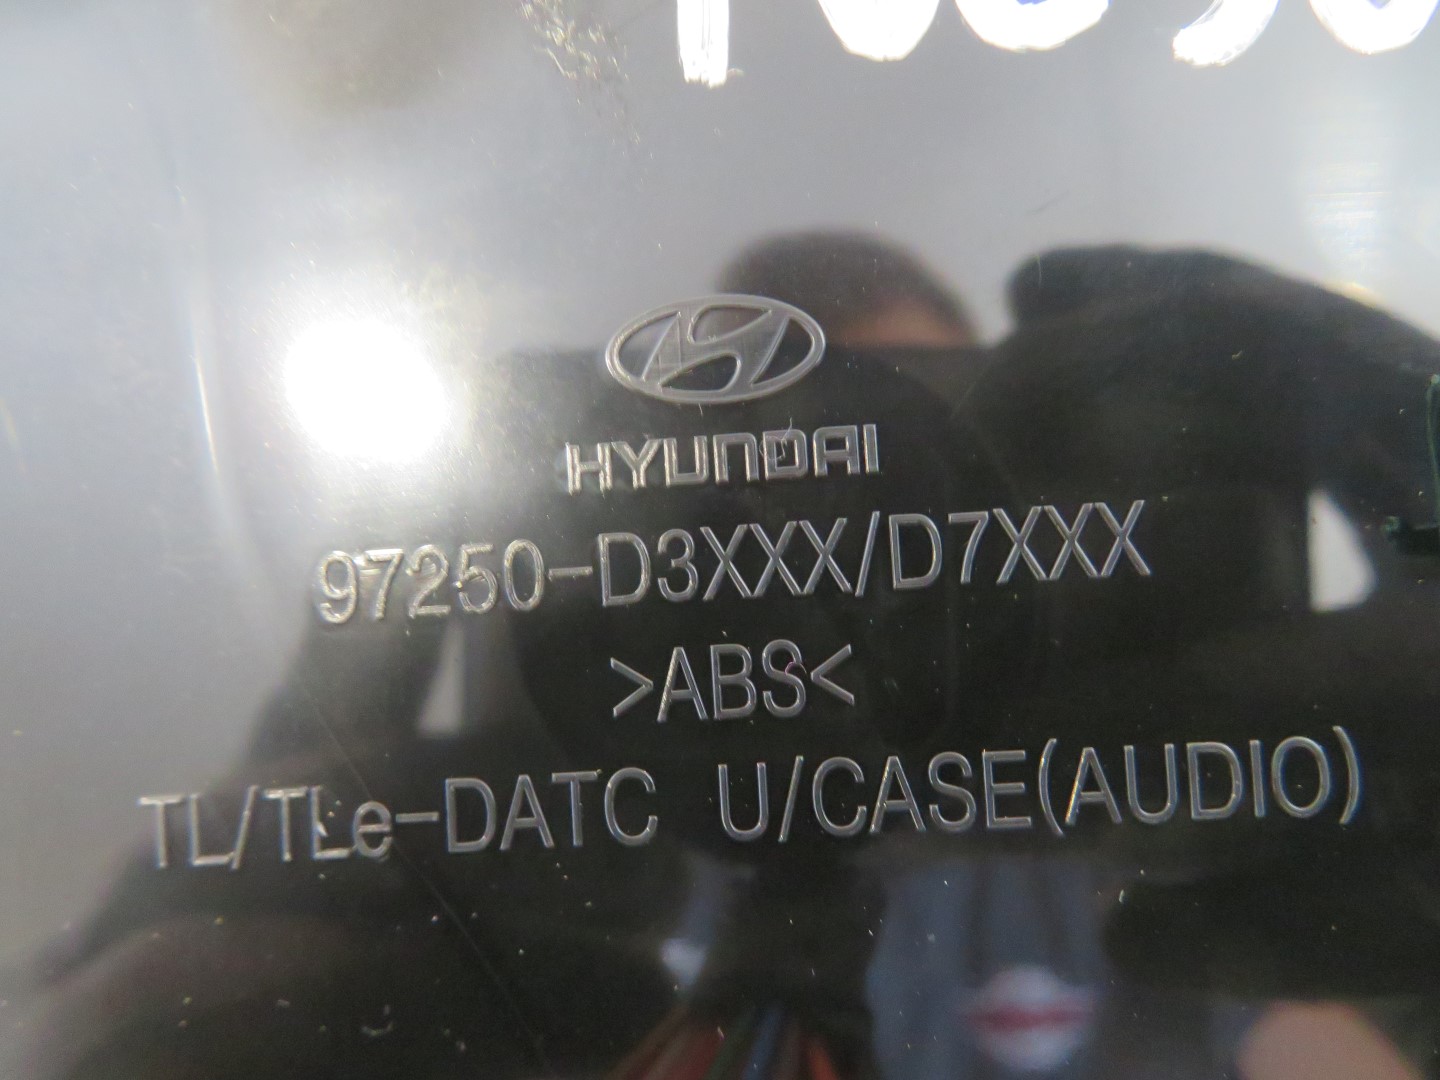 HYUNDAI
97250-D3XXX/D7XXX
>ABS<
TL/TLe-DATC U/CASE(AUDIO)